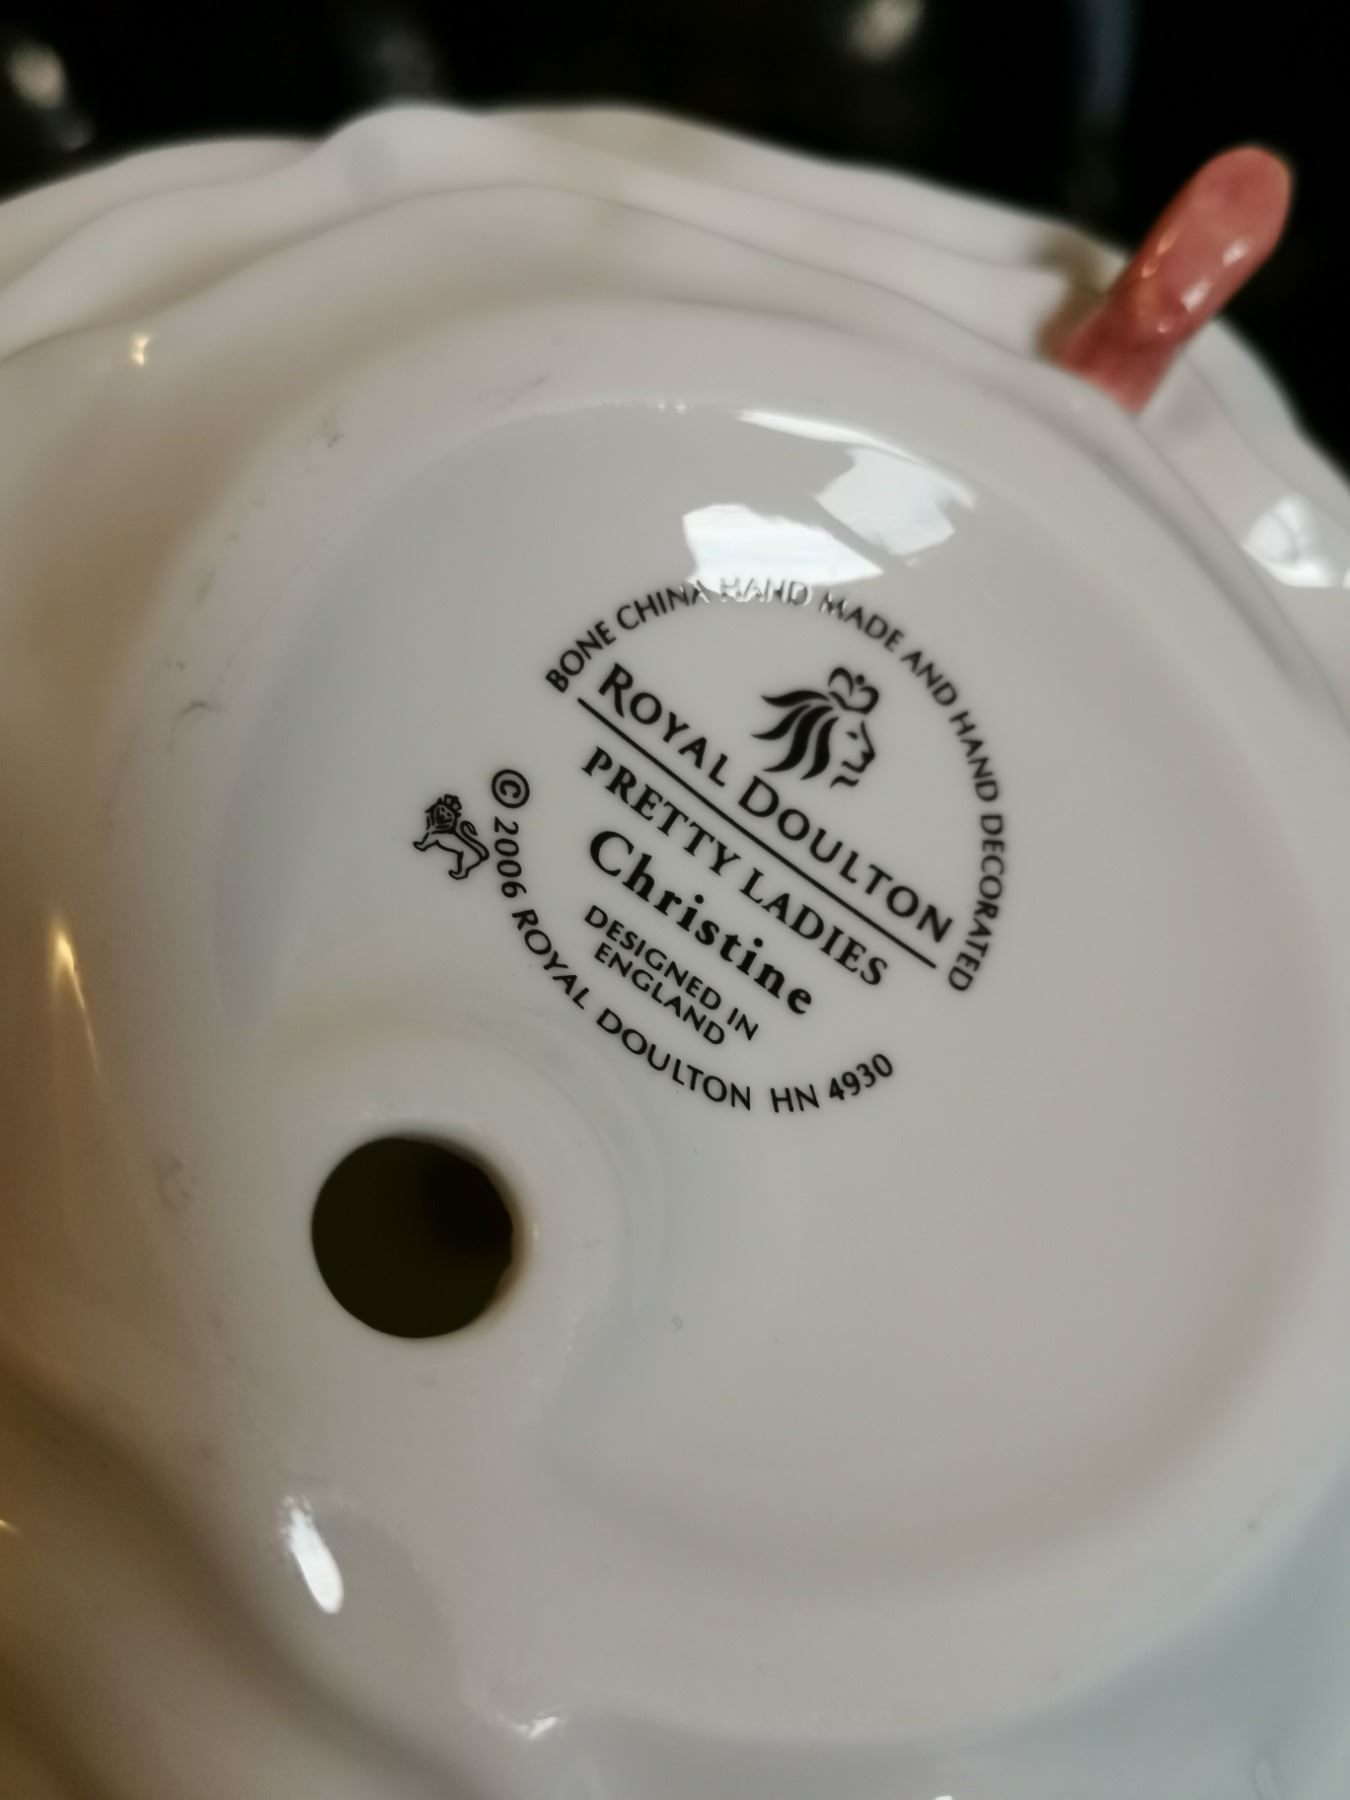 BONE CHINA HAND MADE AND HAND DECORATED
ROYAL DOULTON
PRETTY LADIES
Christine
DESIGNED IN
ENGLAND
© 2006 ROYAL DOULTON HN 4930